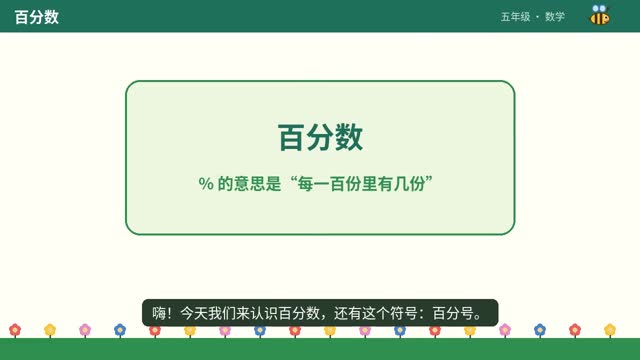 百分数
五年级 · 数学
百分数
% 的意思是“每一百份里有几份”
嗨！今天我们来认识百分数，还有这个符号：百分号。